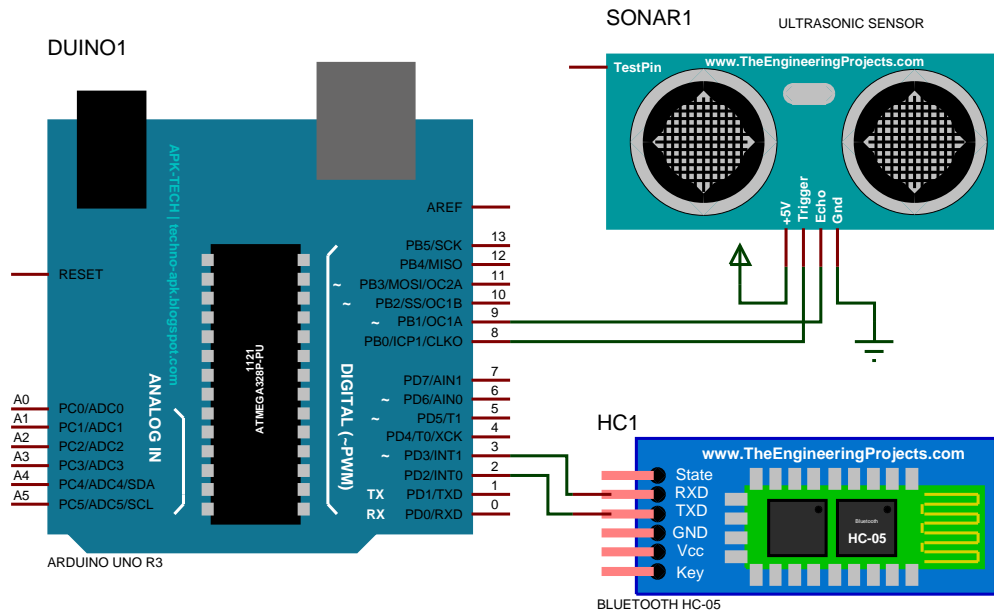 SONAR1
ULTRASONIC SENSOR
DUINO1
TestPin
www.TheEngineeringProjects.com
+5V
Trigger
Echo
Gnd
APK-TECH | techno-apk.blogspot.com
RESET
AREF
PB5/SCK 13
PB4/MISO 12
~ PB3/MOSI/OC2A 11
~ PB2/SS/OC1B 10
~ PB1/OC1A 9
PB0/ICP1/CLKO 8
PD7/AIN1 7
~ PD6/AIN0 6
~ PD5/T1 5
PD4/T0/XCK 4
~ PD3/INT1 3
PD2/INT0 2
TX PD1/TXD 1
RX PD0/RXD 0
DIGITAL (~PWM)
1121
ATMEGA328P-PU
ANALOG IN
A0 PC0/ADC0
A1 PC1/ADC1
A2 PC2/ADC2
A3 PC3/ADC3
A4 PC4/ADC4/SDA
A5 PC5/ADC5/SCL
ARDUINO UNO R3
HC1
www.TheEngineeringProjects.com
State
RXD
TXD
GND
Vcc
Key
Bluetooth
HC-05
BLUETOOTH HC-05